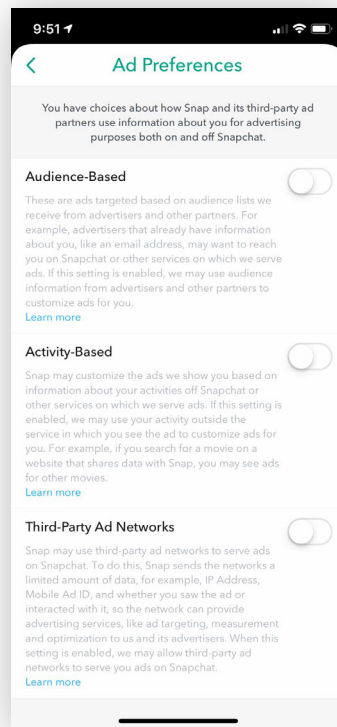 9:51
Ad Preferences
You have choices about how Snap and its third-party ad
partners use information about you for advertising
purposes both on and off Snapchat.
Audience-Based
These are ads targeted based on audience lists we
receive from advertisers and other partners. For
example, advertisers that already have information
about you, like an email address, may want to reach
you on Snapchat or other services on which we serve
ads. If this setting is enabled, we may use audience
information from advertisers and other partners to
customize ads for you.
Learn more
Activity-Based
Snap may customize the ads we show you based on
information about your activities off Snapchat or
other services on which we serve ads. If this setting is
enabled, we may use your activity outside the
service in which you see the ad to customize ads for
you. For example, if you search for a movie on a
website that shares data with Snap, you may see ads
for other movies.
Learn more
Third-Party Ad Networks
Snap may use third-party ad networks to serve ads
on Snapchat. To do this, Snap sends the networks a
limited amount of data, for example, IP Address,
Mobile Ad ID, and whether you saw the ad or
interacted with it, so the network can provide
advertising services, like ad targeting, measurement
and optimization to us and its advertisers. When this
setting is enabled, we may allow third-party ad
networks to serve you ads on Snapchat.
Learn more